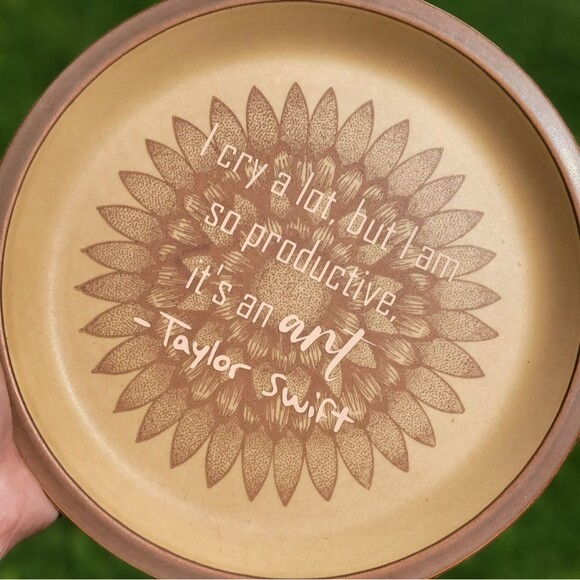 I cry a lot, but I am
so productive,
it's an art
- Taylor Swift